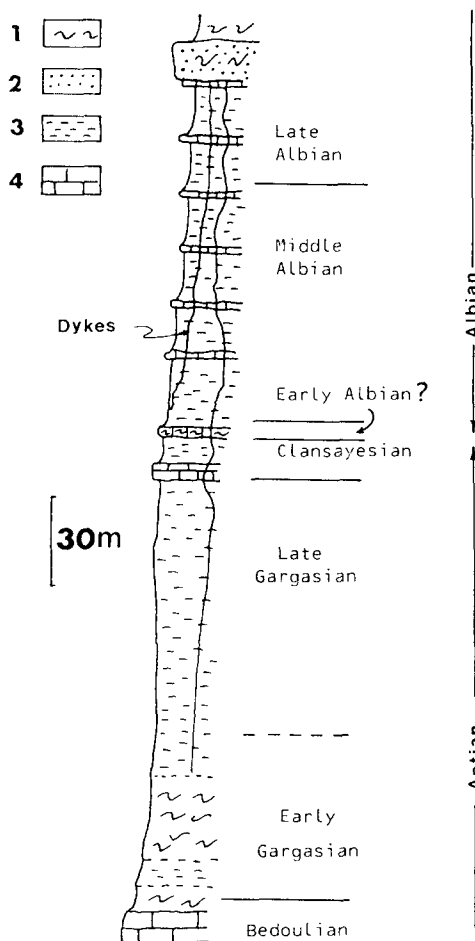 1
2
3
4
Late
Albian
Middle
Albian
Albian
Dykes
Early Albian?
Clansayesian
30m
Late
Gargasian
Aptian
Early
Gargasian
Bedoulian